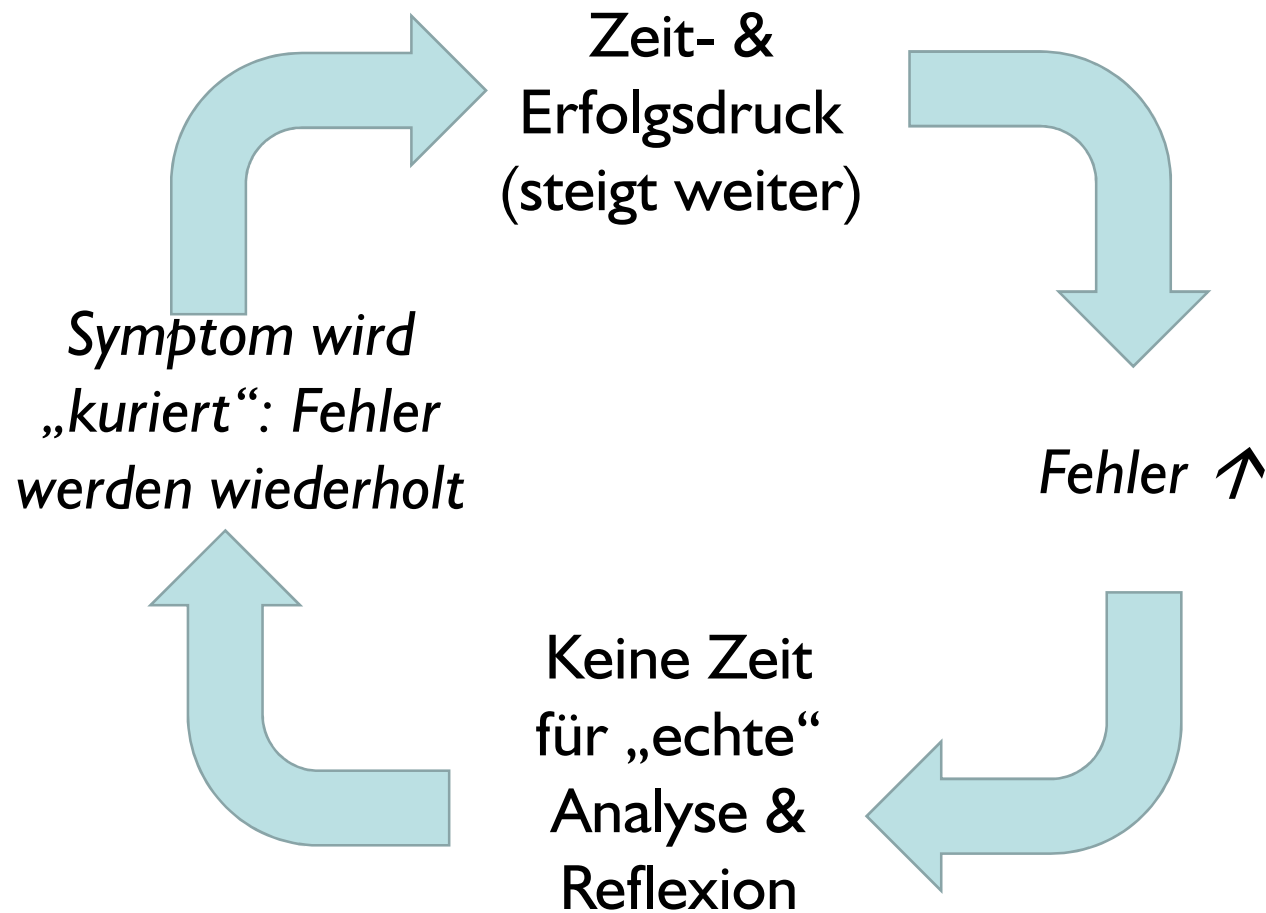 Zeit- &
Erfolgsdruck
(steigt weiter)
Fehler ↑
Keine Zeit
für „echte“
Analyse &
Reflexion
Symptom wird
„kuriert“: Fehler
werden wiederholt